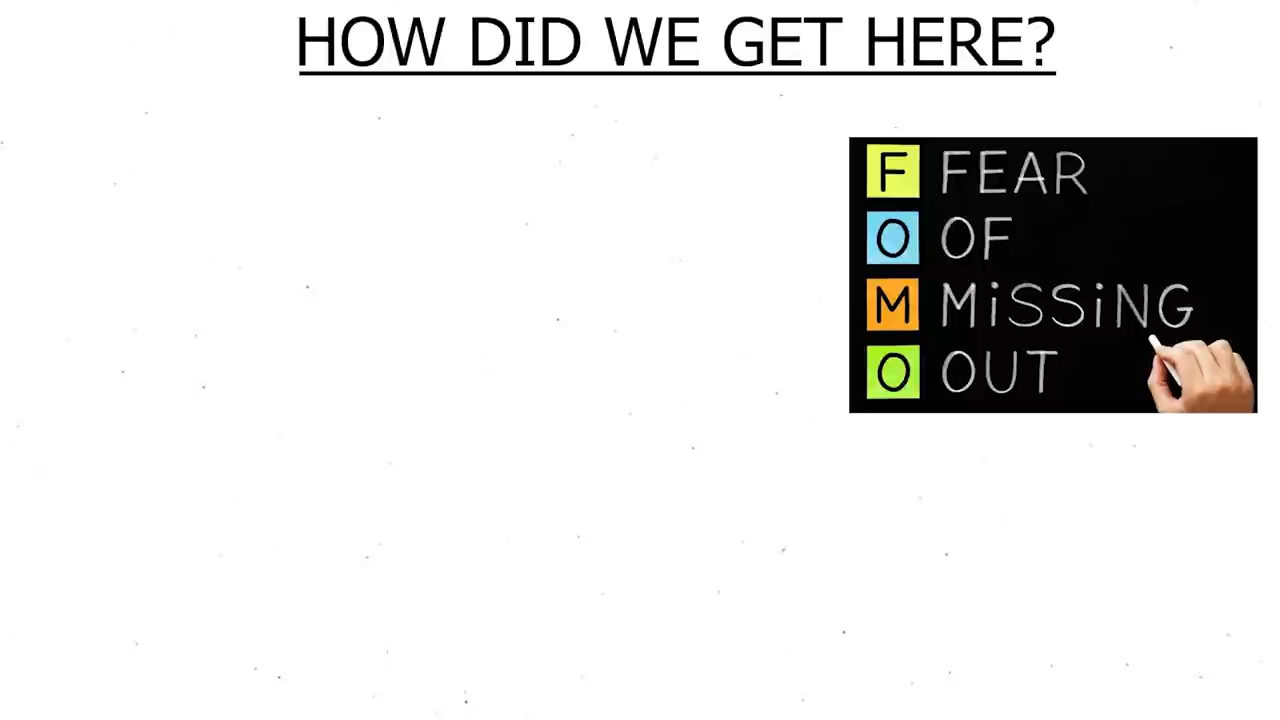 HOW DID WE GET HERE?
F FEAR
O OF
M MiSSiNG
O OUT